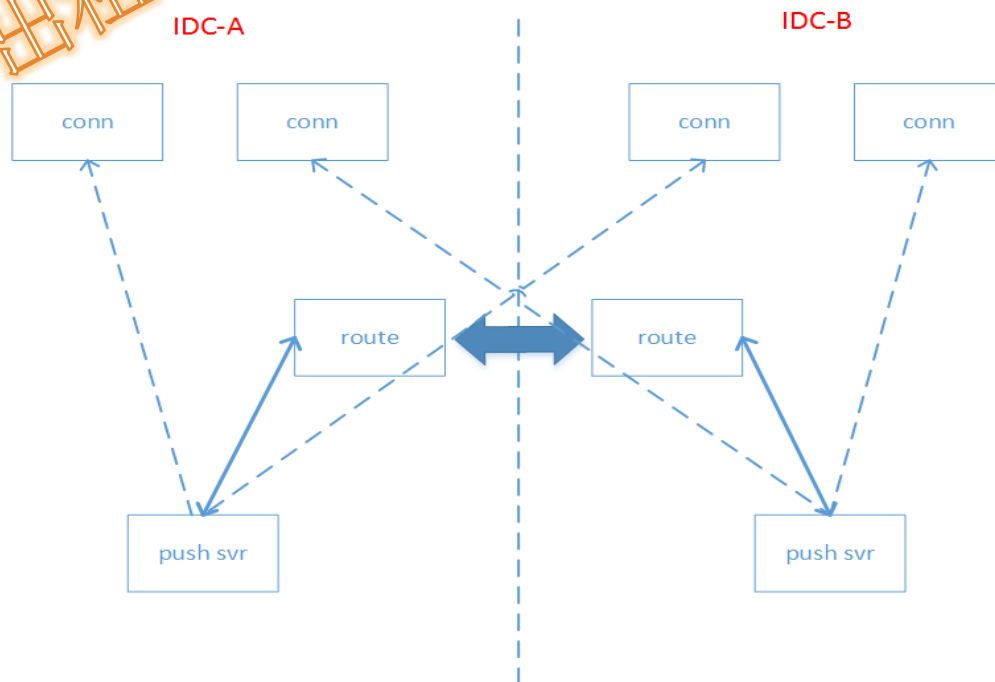 IDC-A
IDC-B
conn
conn
conn
conn
route
route
push svr
push svr